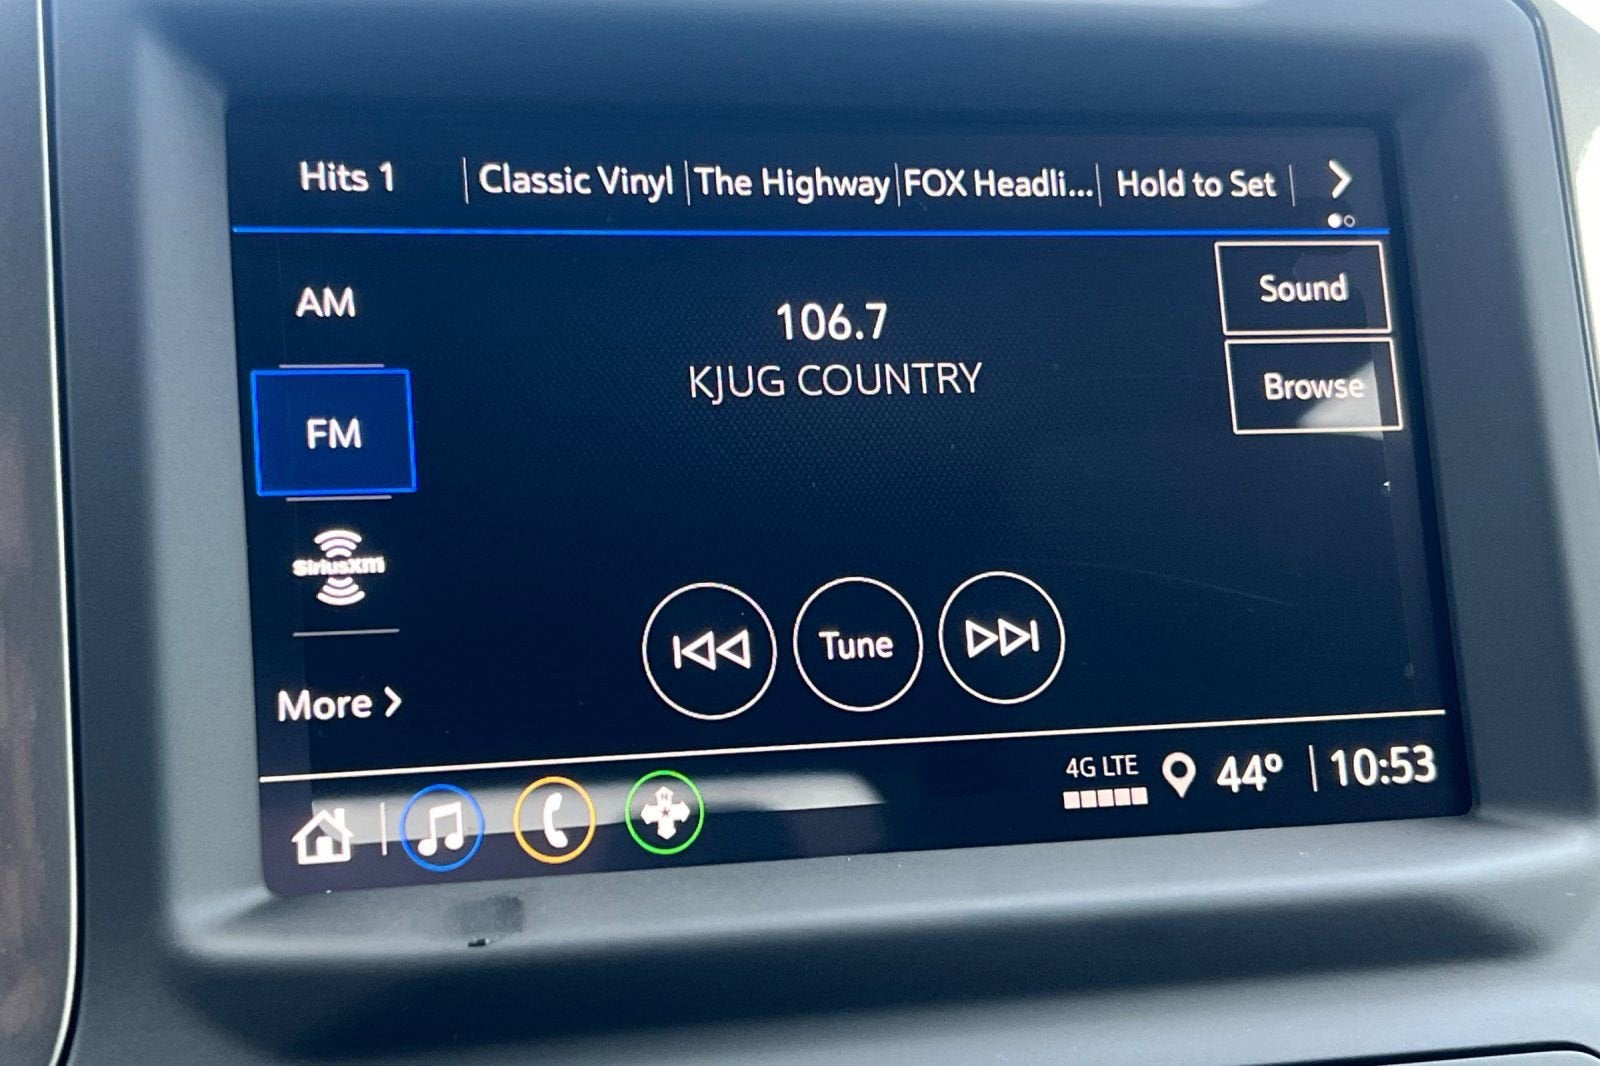 Hits 1
Classic Vinyl
The Highway
FOX Headli...
Hold to Set
AM
FM
SiriusXm
More
106.7
KJUG COUNTRY
Sound
Browse
Tune
4G LTE
44°
10:53